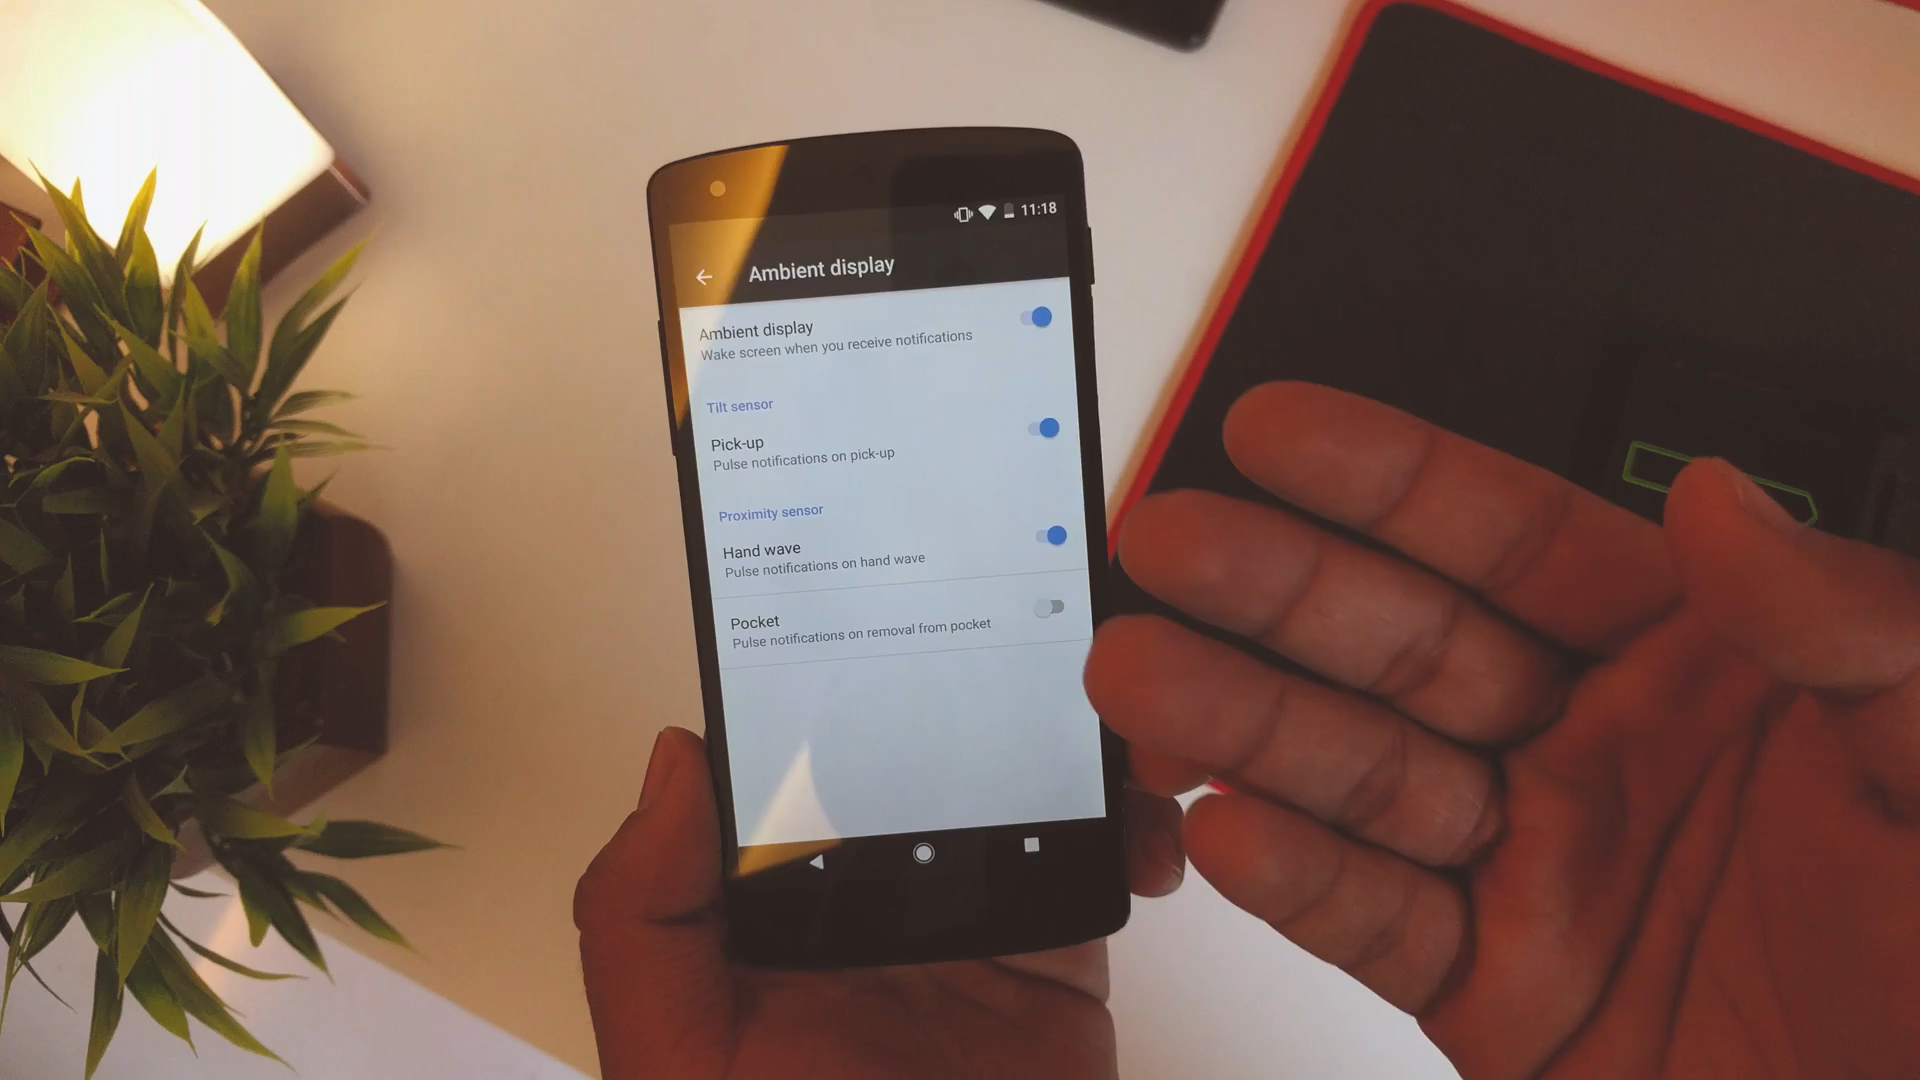 11:18
Ambient display
Ambient display
Wake screen when you receive notifications
Tilt sensor
Pick-up
Pulse notifications on pick-up
Proximity sensor
Hand wave
Pulse notifications on hand wave
Pocket
Pulse notifications on removal from pocket